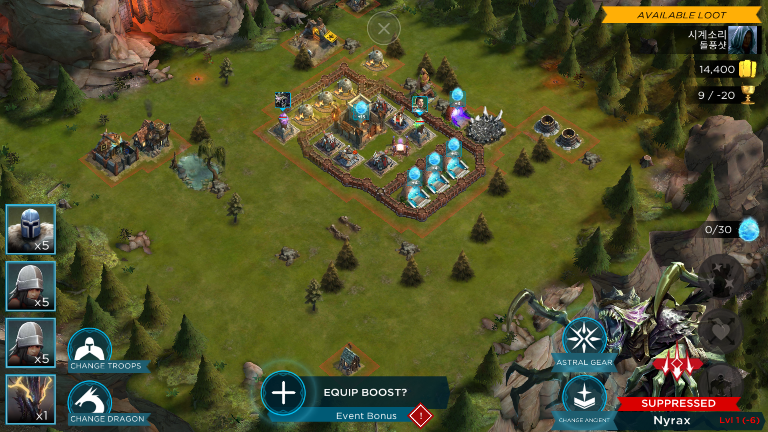 AVAILABLE LOOT
시계소리
돌풍샷
14,400
9 / -20
x5
0/30
x5
x5
x1
CHANGE TROOPS
CHANGE DRAGON
EQUIP BOOST?
Event Bonus
ASTRAL GEAR
CHANGE ANCIENT
SUPPRESSED
Nyrax
Lvl 1 (-6)